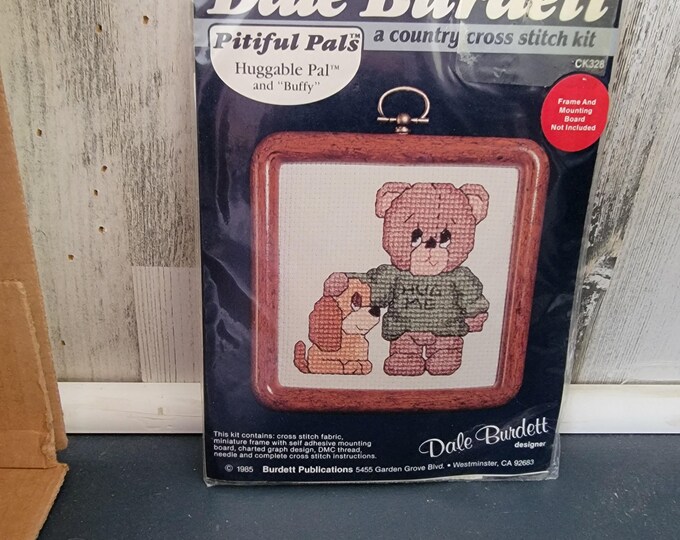 Dale Burdett
Pitiful Pals™
a country cross stitch kit
Huggable Pal™
and "Buffy"
CK328
Frame And
Mounting
Board
Not Included
HUG
ME
This kit contains: cross stitch fabric,
miniature frame with self adhesive mounting
board, charted graph design, DMC thread,
needle and complete cross stitch instructions.
Dale Burdett
designer
© 1985 Burdett Publications 5455 Garden Grove Blvd. • Westminster, CA 92683